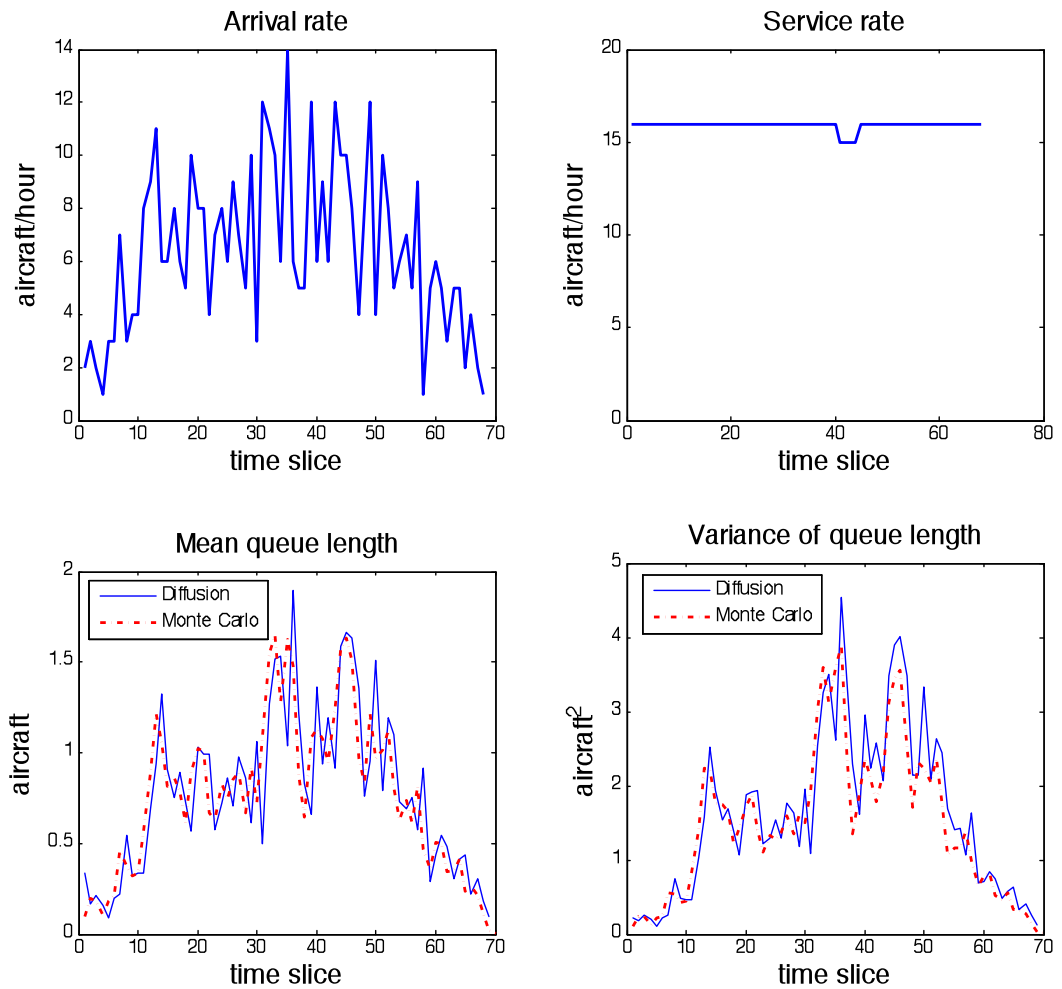 Arrival rate
14
12
10
8
6
4
2
0
aircraft/hour
0 10 20 30 40 50 60 70
time slice
Service rate
20
15
10
5
0
aircraft/hour
0 20 40 60 80
time slice
Mean queue length
2
1.5
1
0.5
0
aircraft
Diffusion
Monte Carlo
0 10 20 30 40 50 60 70
time slice
Variance of queue length
5
4
3
2
1
0
aircraft²
Diffusion
Monte Carlo
0 10 20 30 40 50 60 70
time slice